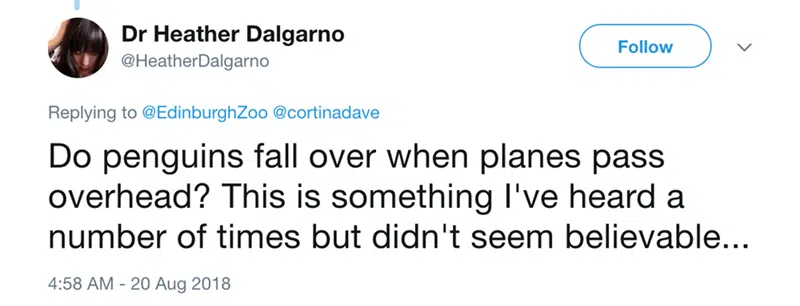 Dr Heather Dalgarno
@HeatherDalgarno
Follow
Replying to @EdinburghZoo @cortinadave
Do penguins fall over when planes pass
overhead? This is something I've heard a
number of times but didn't seem believable...
4:58 AM - 20 Aug 2018